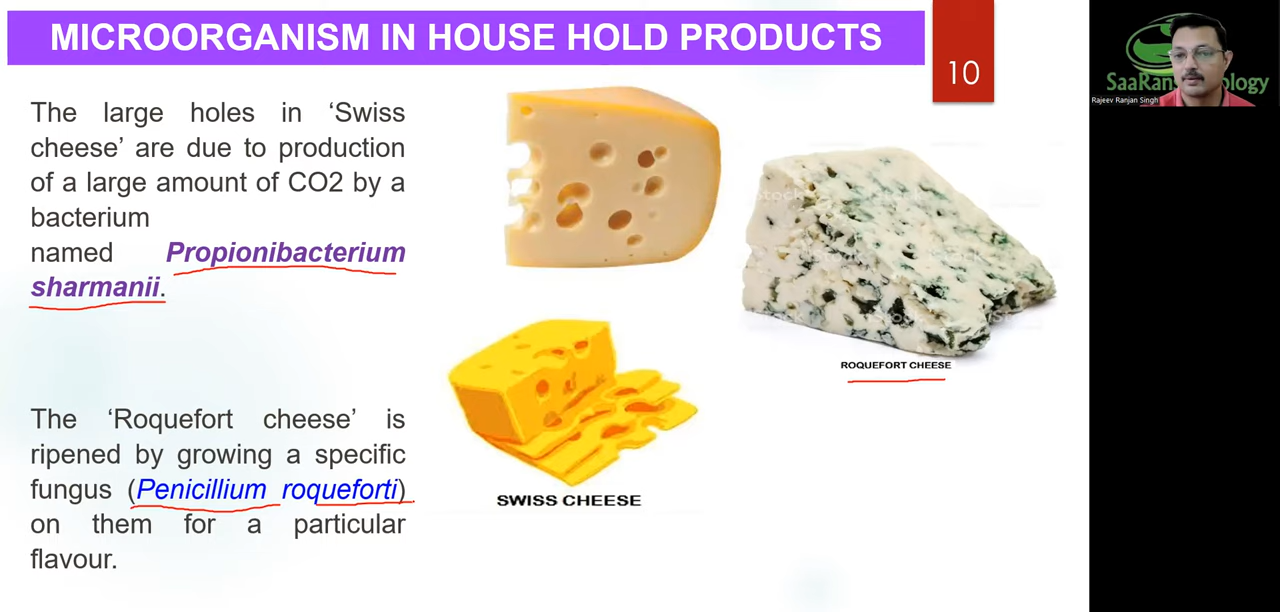 MICROORGANISM IN HOUSE HOLD PRODUCTS
10
The large holes in ‘Swiss
cheese’ are due to production
of a large amount of CO2 by a
bacterium
named Propionibacterium
sharmanii.
The ‘Roquefort cheese’ is
ripened by growing a specific
fungus (Penicillium roqueforti)
on them for a particular
flavour.
SWISS CHEESE
ROQUEFORT CHEESE
Rajeev Ranjan Singh